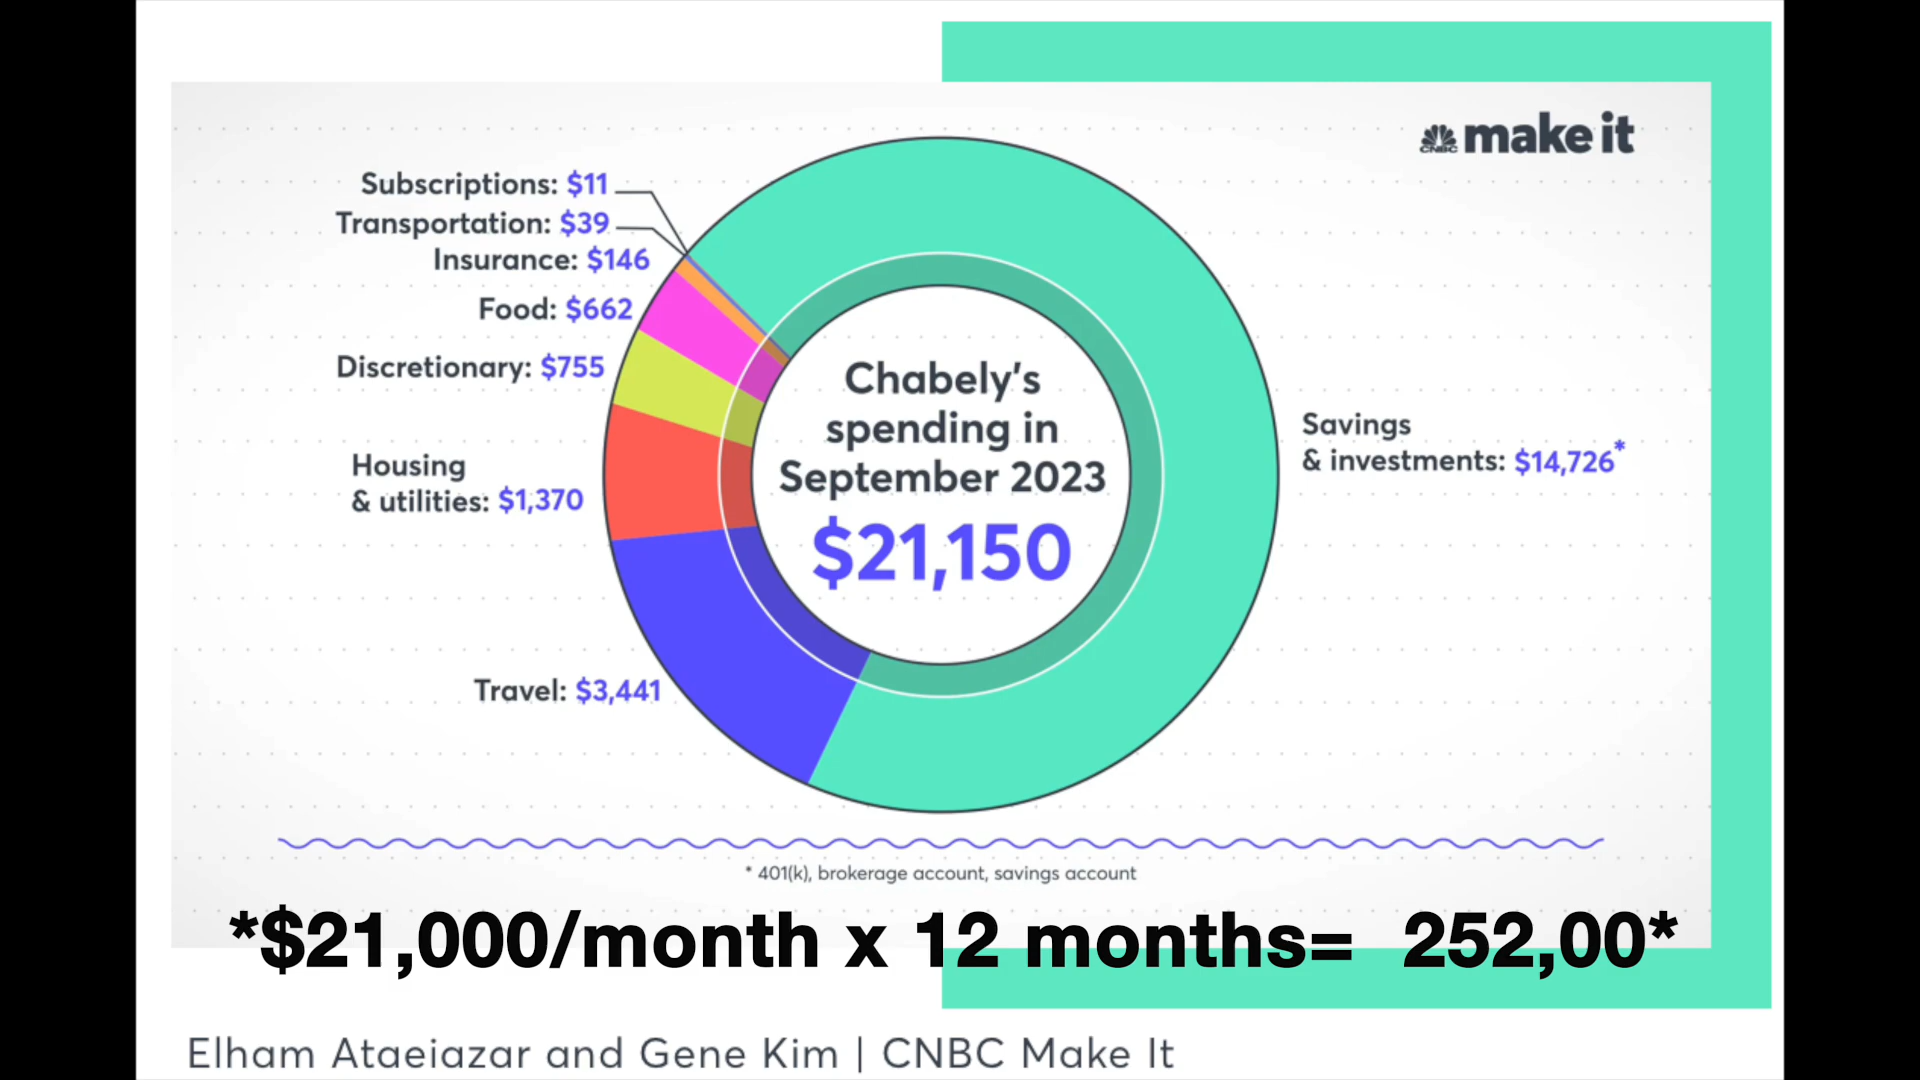 CNBC make it
Subscriptions: $11
Transportation: $39
Insurance: $146
Food: $662
Discretionary: $755
Housing
& utilities: $1,370
Travel: $3,441
Chabely's
spending in
September 2023
$21,150
Savings
& investments: $14,726*
* 401(k), brokerage account, savings account
*$21,000/month x 12 months= 252,00*
Elham Ataeiazar and Gene Kim | CNBC Make It